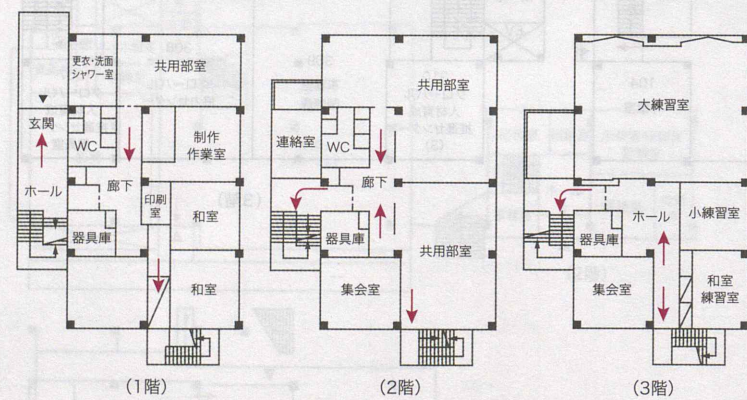 更衣・洗面
シャワー室
共用部室
玄関
WC
制作
作業室
ホール
廊下
印刷
室
和室
器具庫
和室
(1階)
共用部室
連絡室
WC
廊下
器具庫
共用部室
集会室
(2階)
大練習室
ホール
小練習室
器具庫
集会室
和室
練習室
(3階)